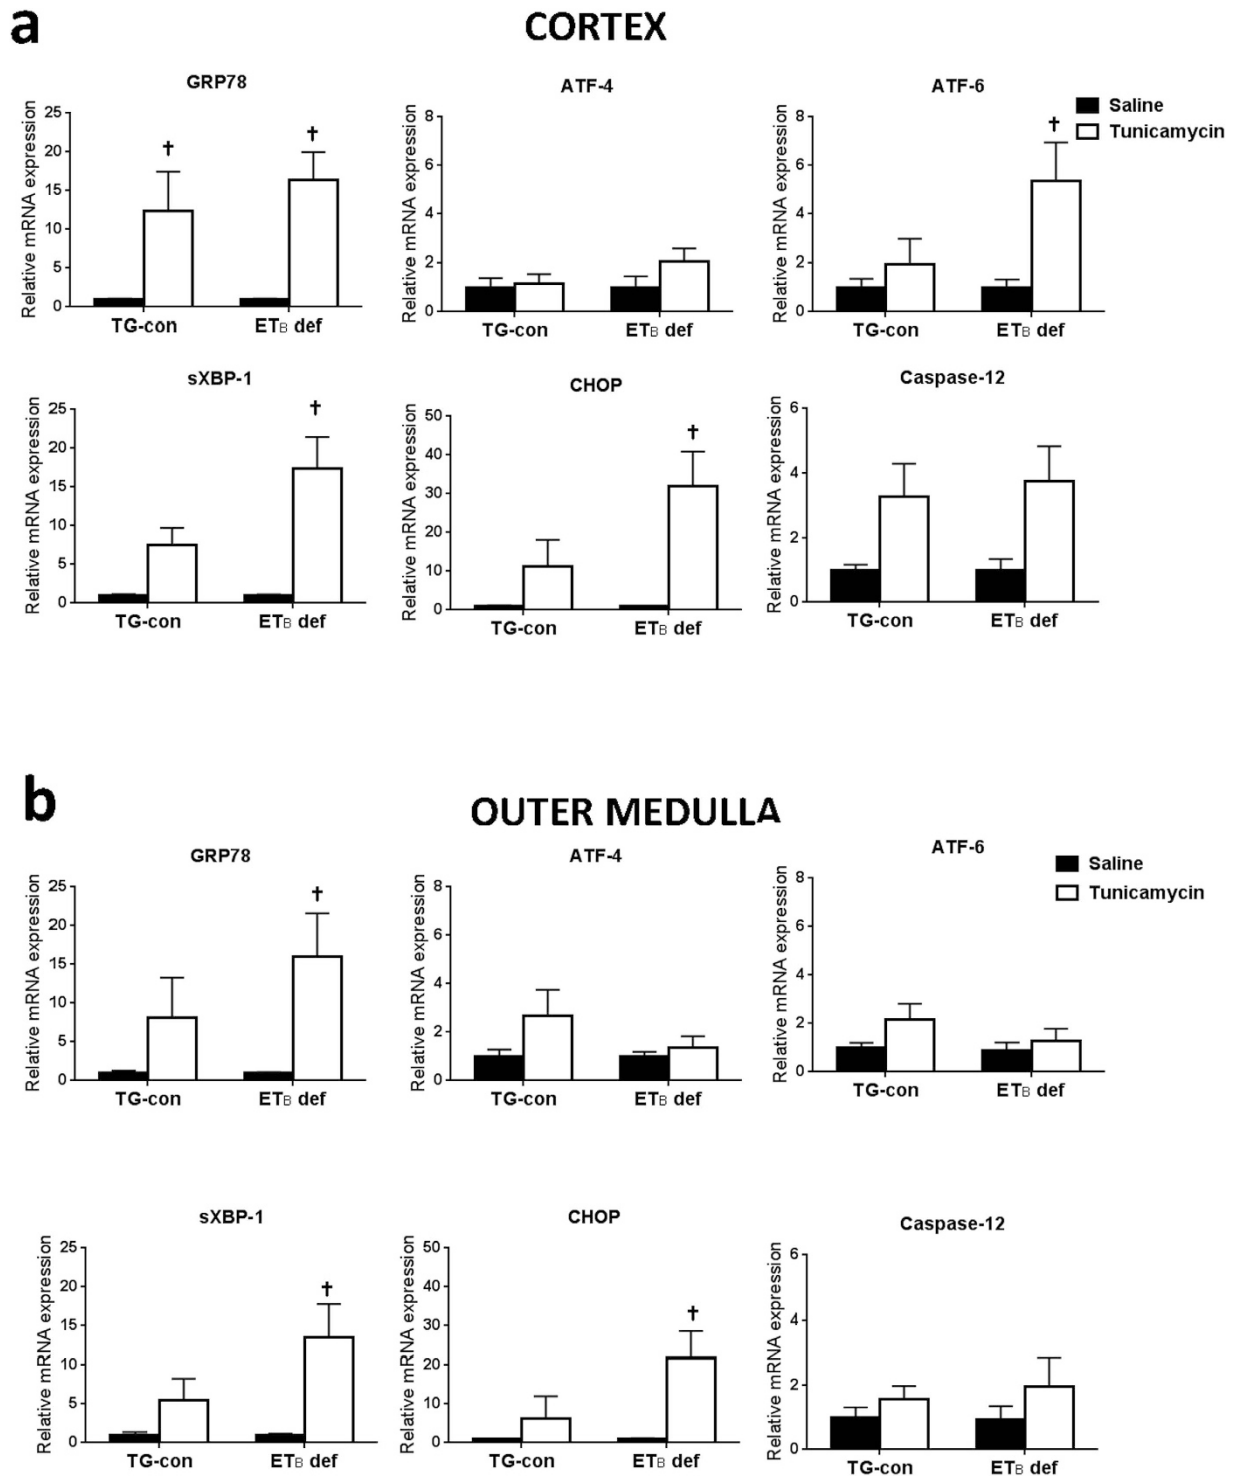 a
CORTEX
GRP78
ATF-4
ATF-6
Saline
Tunicamycin
Relative mRNA expression
25
20
15
10
5
0
†
†
TG-con
ETB def
Relative mRNA expression
8
6
4
2
0
TG-con
ETB def
Relative mRNA expression
8
6
4
2
0
†
TG-con
ETB def
sXBP-1
CHOP
Caspase-12
Relative mRNA expression
25
20
15
10
5
0
†
TG-con
ETB def
Relative mRNA expression
50
40
30
20
10
0
†
TG-con
ETB def
Relative mRNA expression
6
4
2
0
TG-con
ETB def
b
OUTER MEDULLA
GRP78
ATF-4
ATF-6
Saline
Tunicamycin
Relative mRNA expression
25
20
15
10
5
0
†
TG-con
ETB def
Relative mRNA expression
8
6
4
2
0
TG-con
ETB def
Relative mRNA expression
8
6
4
2
0
TG-con
ETB def
sXBP-1
CHOP
Caspase-12
Relative mRNA expression
25
20
15
10
5
0
†
TG-con
ETB def
Relative mRNA expression
50
40
30
20
10
0
†
TG-con
ETB def
Relative mRNA expression
6
4
2
0
TG-con
ETB def